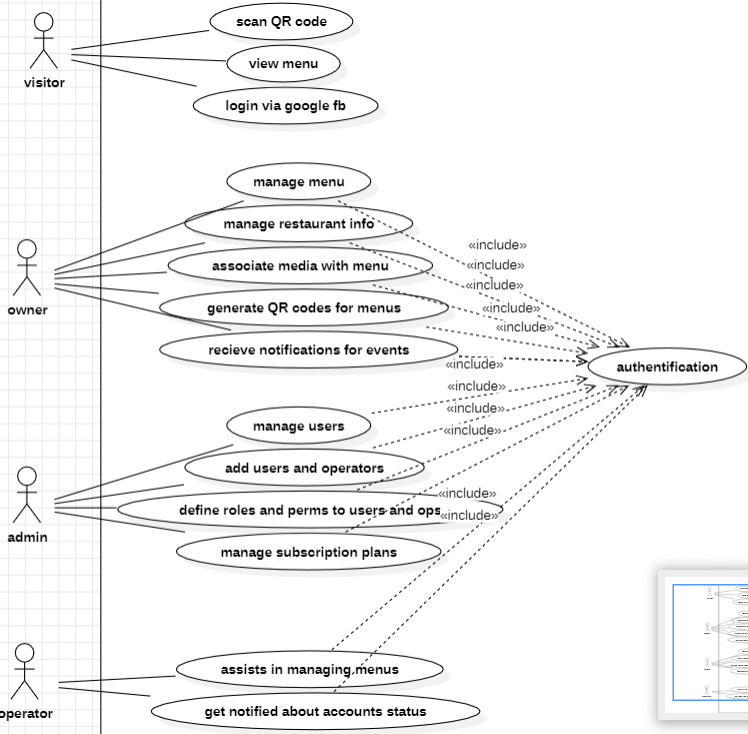 scan QR code
view menu
visitor
login via google fb
manage menu
manage restaurant info
«include»
associate media with menu
«include»
«include»
generate QR codes for menus
«include»
owner
«include»
recieve notifications for events
«include»
authentification
«include»
«include»
manage users
«include»
add users and operators
«include»
define roles and perms to users and ops
«include»
admin
manage subscription plans
assists in managing menus
operator
get notified about accounts status